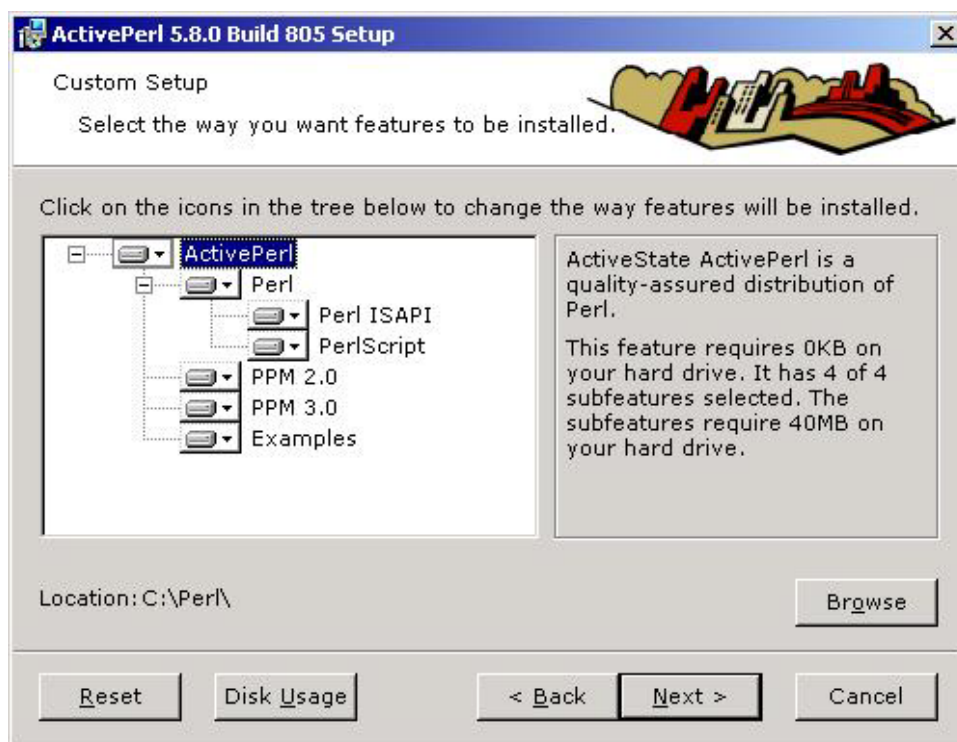 ActivePerl 5.8.0 Build 805 Setup
Custom Setup
Select the way you want features to be installed.
Click on the icons in the tree below to change the way features will be installed.
ActivePerl
Perl
Perl ISAPI
PerlScript
PPM 2.0
PPM 3.0
Examples
ActiveState ActivePerl is a
quality-assured distribution of
Perl.
This feature requires 0KB on
your hard drive. It has 4 of 4
subfeatures selected. The
subfeatures require 40MB on
your hard drive.
Location: C:\Perl\
Browse
Reset
Disk Usage
< Back
Next >
Cancel